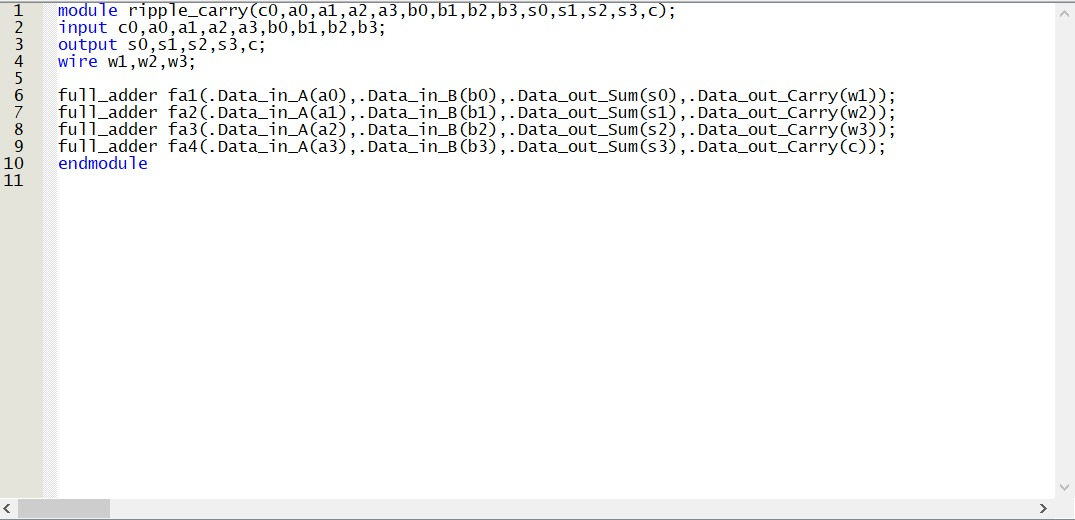 1 module ripple_carry(c0,a0,a1,a2,a3,b0,b1,b2,b3,s0,s1,s2,s3,c);
2 input c0,a0,a1,a2,a3,b0,b1,b2,b3;
3 output s0,s1,s2,s3,c;
4 wire w1,w2,w3;
5
6 full_adder fa1(.Data_in_A(a0),.Data_in_B(b0),.Data_out_Sum(s0),.Data_out_Carry(w1));
7 full_adder fa2(.Data_in_A(a1),.Data_in_B(b1),.Data_out_Sum(s1),.Data_out_Carry(w2));
8 full_adder fa3(.Data_in_A(a2),.Data_in_B(b2),.Data_out_Sum(s2),.Data_out_Carry(w3));
9 full_adder fa4(.Data_in_A(a3),.Data_in_B(b3),.Data_out_Sum(s3),.Data_out_Carry(c));
10 endmodule
11